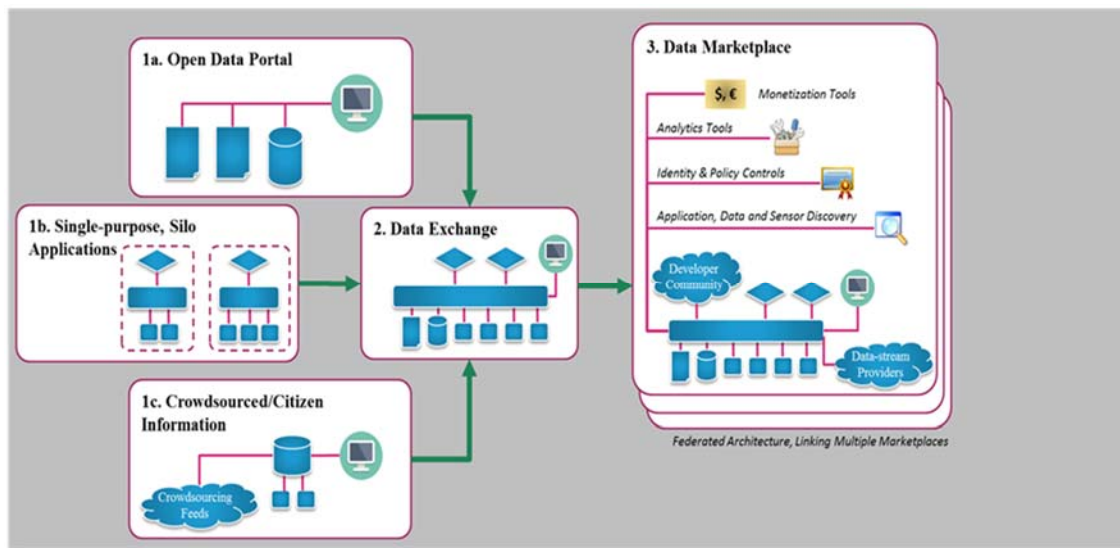 1a. Open Data Portal
1b. Single-purpose, Silo
Applications
1c. Crowdsourced/Citizen
Information
Crowdsourcing
Feeds
2. Data Exchange
3. Data Marketplace
$, €
Monetization Tools
Analytics Tools
Identity & Policy Controls
Application, Data and Sensor Discovery
Developer
Community
Data-stream
Providers
Federated Architecture, Linking Multiple Marketplaces